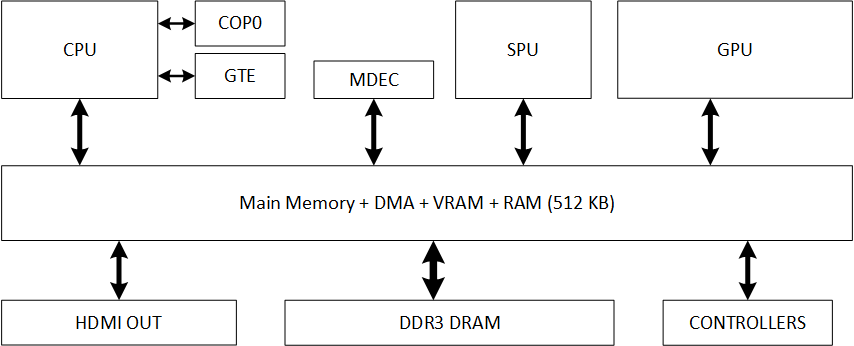 CPU
COP0
GTE
MDEC
SPU
GPU
Main Memory + DMA + VRAM + RAM (512 KB)
HDMI OUT
DDR3 DRAM
CONTROLLERS